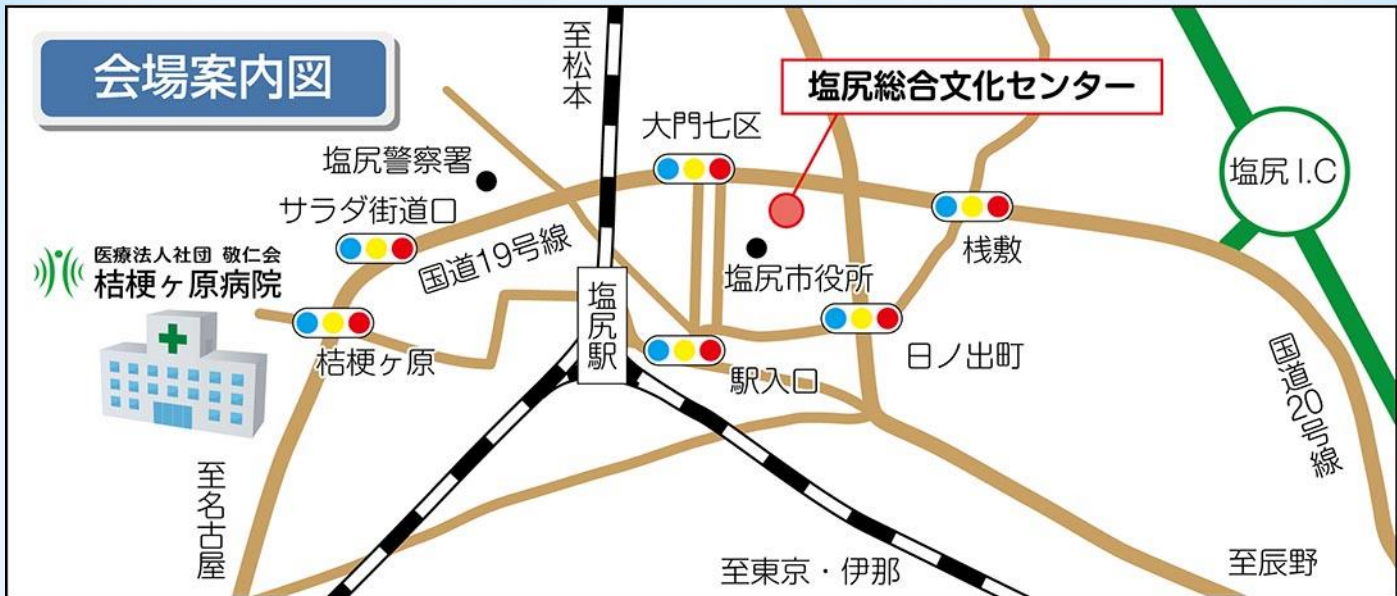 会場案内図
至松本
塩尻総合文化センター
大門七区
塩尻警察署
塩尻I.C
サラダ街道口
国道19号線
桟敷
医療法人社団 敬仁会
桔梗ヶ原病院
塩尻市役所
塩尻駅
桔梗ヶ原
駅入口
日ノ出町
国道20号線
至名古屋
至東京・伊那
至辰野